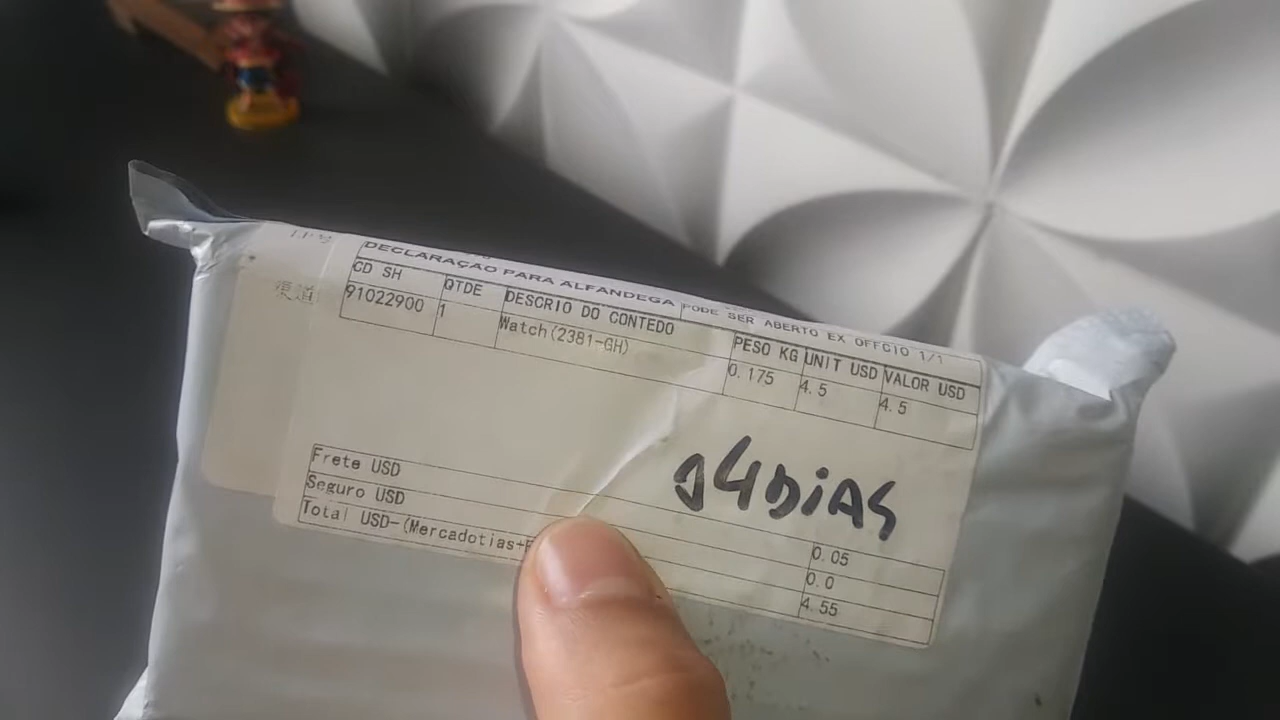 DECLARAÇÃO PARA ALFANDEGA PODE SER ABERTO EX OFFCIO 1/1
CD SH QTDE DESCRIO DO CONTEDO PESO KG UNIT USD VALOR USD
91022900 1 Watch(2381-GH) 0.175 4.5 4.5
14DiAS
Frete USD 0.05
Seguro USD 0.0
Total USD-(Mercadotias+ 4.55